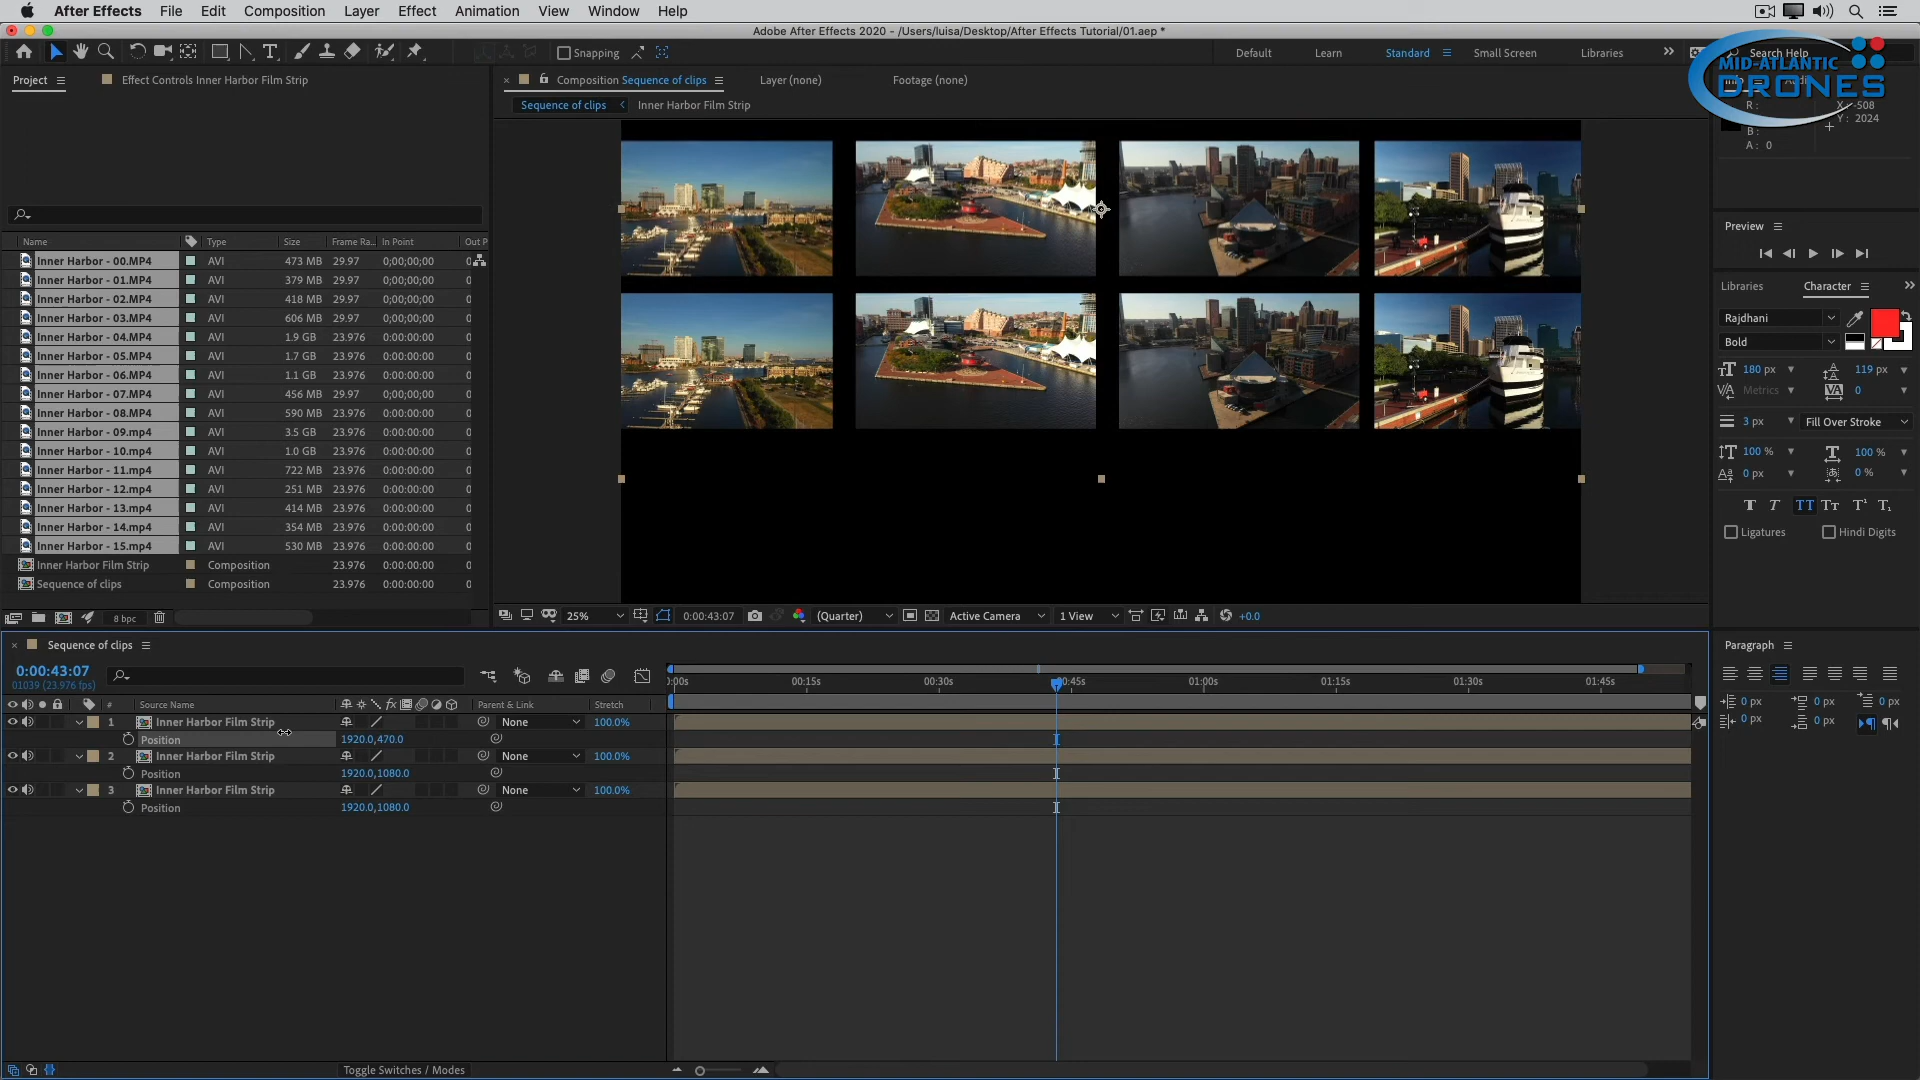 After Effects File Edit Composition Layer Effect Animation View Window Help
Adobe After Effects 2020 - /Users/luisa/Desktop/After Effects Tutorial/01.aep *
Snapping Default Learn Standard Small Screen Libraries Search Help
MID-ATLANTIC DRONES
Project Effect Controls Inner Harbor Film Strip
Composition Sequence of clips Layer (none) Footage (none)
Sequence of clips Inner Harbor Film Strip
R: X: -508
B: Y: 2024
A: 0
Name Type Size Frame Ra... In Point Out P
Inner Harbor - 00.MP4 AVI 473 MB 29.97 0;00;00;00 0
Inner Harbor - 01.MP4 AVI 379 MB 29.97 0;00;00;00 0
Inner Harbor - 02.MP4 AVI 418 MB 29.97 0;00;00;00 0
Inner Harbor - 03.MP4 AVI 606 MB 29.97 0;00;00;00 0
Inner Harbor - 04.MP4 AVI 1.9 GB 23.976 0:00:00:00 0
Inner Harbor - 05.MP4 AVI 1.7 GB 23.976 0:00:00:00 0
Inner Harbor - 06.MP4 AVI 1.1 GB 23.976 0:00:00:00 0
Inner Harbor - 07.MP4 AVI 456 MB 29.97 0;00;00;00 0
Inner Harbor - 08.MP4 AVI 590 MB 23.976 0:00:00:00 0
Inner Harbor - 09.mp4 AVI 3.5 GB 23.976 0:00:00:00 0
Inner Harbor - 10.mp4 AVI 1.0 GB 23.976 0:00:00:00 0
Inner Harbor - 11.mp4 AVI 722 MB 23.976 0:00:00:00 0
Inner Harbor - 12.mp4 AVI 251 MB 23.976 0:00:00:00 0
Inner Harbor - 13.mp4 AVI 414 MB 23.976 0:00:00:00 0
Inner Harbor - 14.mp4 AVI 354 MB 23.976 0:00:00:00 0
Inner Harbor - 15.mp4 AVI 530 MB 23.976 0:00:00:00 0
Inner Harbor Film Strip Composition 23.976 0:00:00:00 0
Sequence of clips Composition 23.976 0:00:00:00 0
8 bpc
25% 0:00:43:07 (Quarter) Active Camera 1 View +0.0
Preview
Libraries Character
Rajdhani
Bold
180 px 119 px
Metrics 0
3 px Fill Over Stroke
100 % 100 %
0 px 0 %
T T TT Tt T¹ T₁
Ligatures Hindi Digits
Sequence of clips
0:00:43:07
01039 (23.976 fps)
):00s 00:15s 00:30s 00:45s 01:00s 01:15s 01:30s 01:45s
# Source Name Parent & Link Stretch
1 Inner Harbor Film Strip None 100.0%
Position 1920.0,470.0
2 Inner Harbor Film Strip None 100.0%
Position 1920.0,1080.0
3 Inner Harbor Film Strip None 100.0%
Position 1920.0,1080.0
Toggle Switches / Modes
Paragraph
0 px 0 px 0 px
0 px 0 px